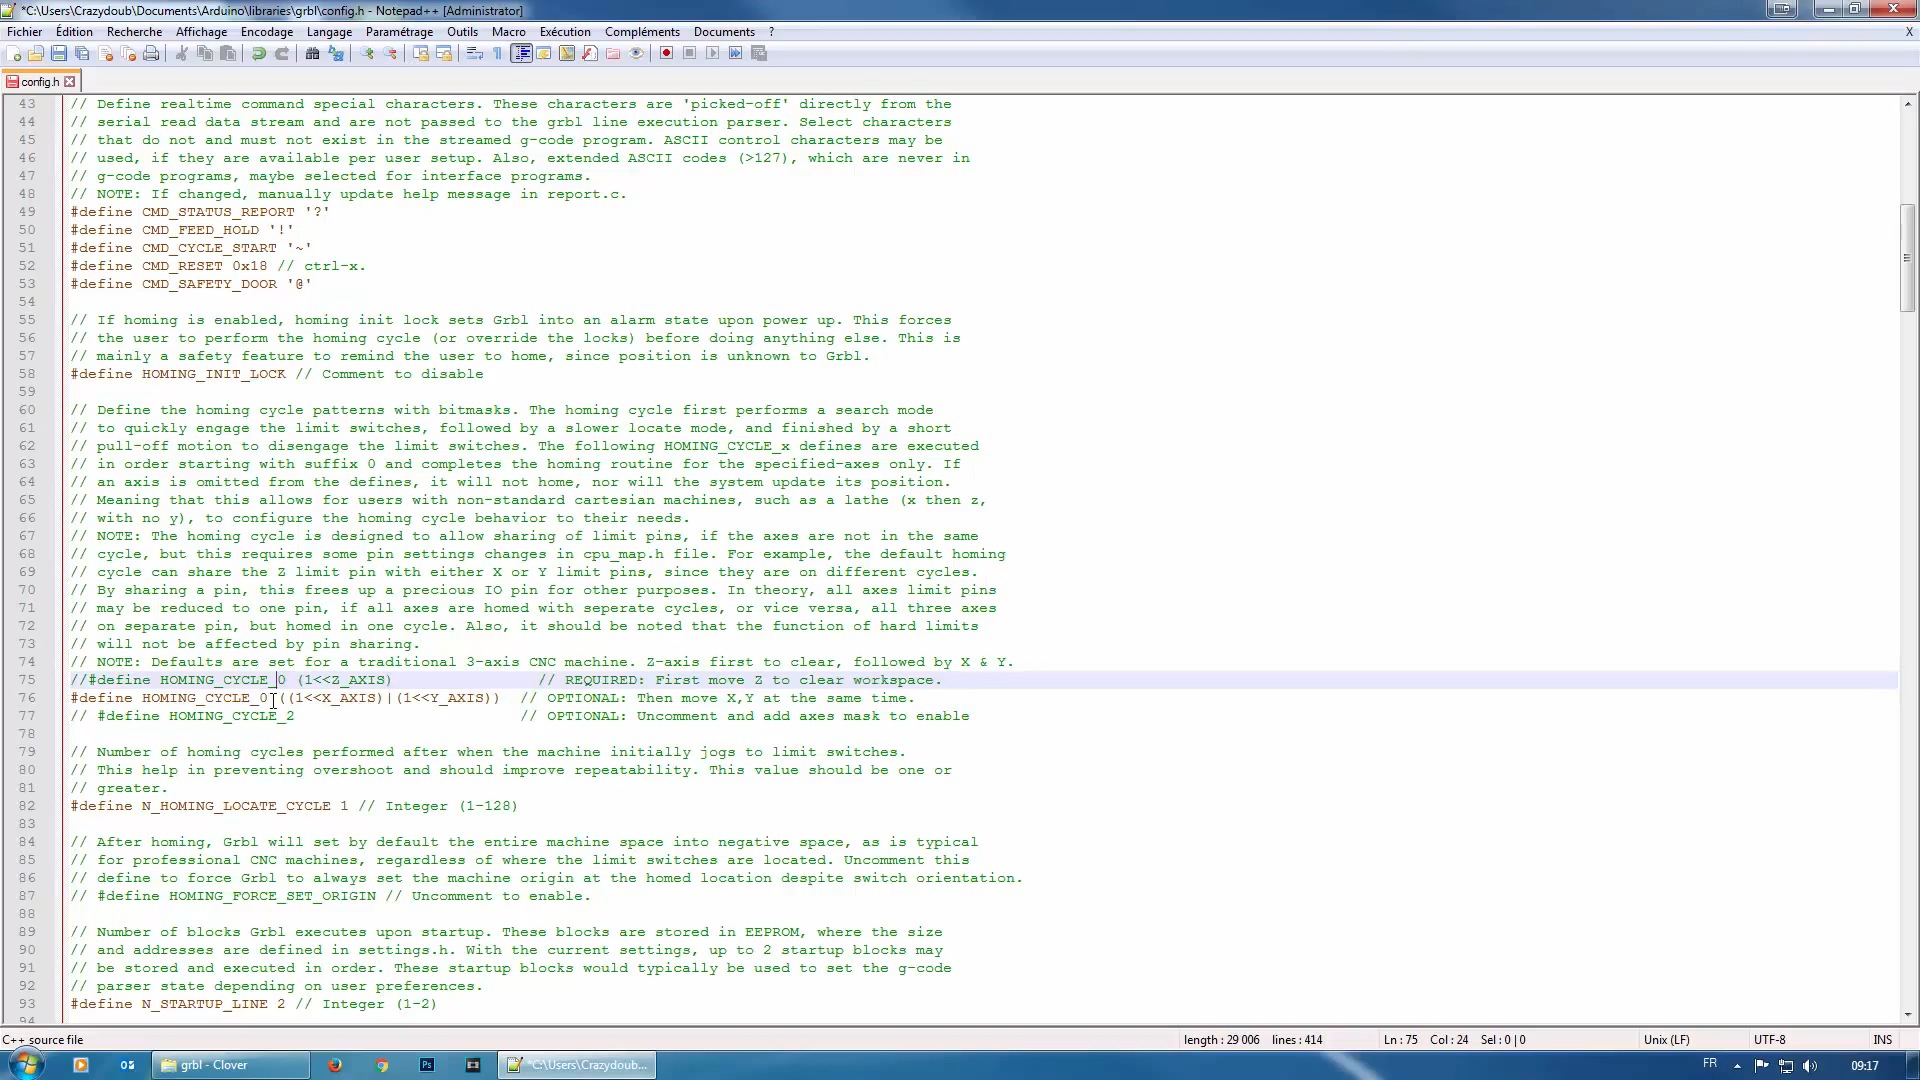 *C:\Users\Crazydoub\Documents\Arduino\libraries\grbl\config.h - Notepad++ [Administrator]
Fichier Édition Recherche Affichage Encodage Langage Paramétrage Outils Macro Exécution Compléments Documents ? X
config.h
43 // Define realtime command special characters. These characters are 'picked-off' directly from the
44 // serial read data stream and are not passed to the grbl line execution parser. Select characters
45 // that do not and must not exist in the streamed g-code program. ASCII control characters may be
46 // used, if they are available per user setup. Also, extended ASCII codes (>127), which are never in
47 // g-code programs, maybe selected for interface programs.
48 // NOTE: If changed, manually update help message in report.c.
49 #define CMD_STATUS_REPORT '?'
50 #define CMD_FEED_HOLD '!'
51 #define CMD_CYCLE_START '~'
52 #define CMD_RESET 0x18 // ctrl-x.
53 #define CMD_SAFETY_DOOR '@'
54
55 // If homing is enabled, homing init lock sets Grbl into an alarm state upon power up. This forces
56 // the user to perform the homing cycle (or override the locks) before doing anything else. This is
57 // mainly a safety feature to remind the user to home, since position is unknown to Grbl.
58 #define HOMING_INIT_LOCK // Comment to disable
59
60 // Define the homing cycle patterns with bitmasks. The homing cycle first performs a search mode
61 // to quickly engage the limit switches, followed by a slower locate mode, and finished by a short
62 // pull-off motion to disengage the limit switches. The following HOMING_CYCLE_x defines are executed
63 // in order starting with suffix 0 and completes the homing routine for the specified-axes only. If
64 // an axis is omitted from the defines, it will not home, nor will the system update its position.
65 // Meaning that this allows for users with non-standard cartesian machines, such as a lathe (x then z,
66 // with no y), to configure the homing cycle behavior to their needs.
67 // NOTE: The homing cycle is designed to allow sharing of limit pins, if the axes are not in the same
68 // cycle, but this requires some pin settings changes in cpu_map.h file. For example, the default homing
69 // cycle can share the Z limit pin with either X or Y limit pins, since they are on different cycles.
70 // By sharing a pin, this frees up a precious IO pin for other purposes. In theory, all axes limit pins
71 // may be reduced to one pin, if all axes are homed with seperate cycles, or vice versa, all three axes
72 // on separate pin, but homed in one cycle. Also, it should be noted that the function of hard limits
73 // will not be affected by pin sharing.
74 // NOTE: Defaults are set for a traditional 3-axis CNC machine. Z-axis first to clear, followed by X & Y.
75 //#define HOMING_CYCLE_0 (1<<Z_AXIS) // REQUIRED: First move Z to clear workspace.
76 #define HOMING_CYCLE_0 ((1<<X_AXIS)|(1<<Y_AXIS)) // OPTIONAL: Then move X,Y at the same time.
77 // #define HOMING_CYCLE_2 // OPTIONAL: Uncomment and add axes mask to enable
78
79 // Number of homing cycles performed after when the machine initially jogs to limit switches.
80 // This help in preventing overshoot and should improve repeatability. This value should be one or
81 // greater.
82 #define N_HOMING_LOCATE_CYCLE 1 // Integer (1-128)
83
84 // After homing, Grbl will set by default the entire machine space into negative space, as is typical
85 // for professional CNC machines, regardless of where the limit switches are located. Uncomment this
86 // define to force Grbl to always set the machine origin at the homed location despite switch orientation.
87 // #define HOMING_FORCE_SET_ORIGIN // Uncomment to enable.
88
89 // Number of blocks Grbl executes upon startup. These blocks are stored in EEPROM, where the size
90 // and addresses are defined in settings.h. With the current settings, up to 2 startup blocks may
91 // be stored and executed in order. These startup blocks would typically be used to set the g-code
92 // parser state depending on user preferences.
93 #define N_STARTUP_LINE 2 // Integer (1-2)
94
C++ source file length : 29 006 lines : 414 Ln : 75 Col : 24 Sel : 0 | 0 Unix (LF) UTF-8 INS
grbl - Clover *C:\Users\Crazydoub... FR 09:17